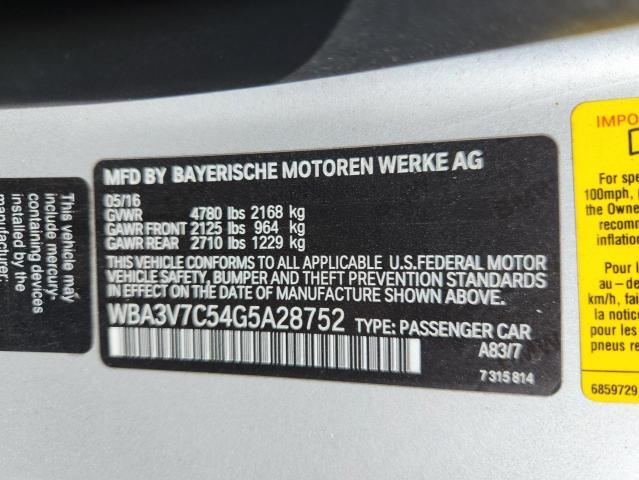 This vehicle may
include mercury-
containing devices
installed by the
manufacturer:
MFD BY BAYERISCHE MOTOREN WERKE AG
05/16
GVWR 4780 lbs 2168 kg
GAWR FRONT 2125 lbs 964 kg
GAWR REAR 2710 lbs 1229 kg
THIS VEHICLE CONFORMS TO ALL APPLICABLE U.S. FEDERAL MOTOR
VEHICLE SAFETY, BUMPER AND THEFT PREVENTION STANDARDS
IN EFFECT ON THE DATE OF MANUFACTURE SHOWN ABOVE.
WBA3V7C54G5A28752 TYPE: PASSENGER CAR
A83/7
7 315 814
IMPO
For spe
100mph,
the Owne
recomm
inflation
Pour l
au-de
km/h, fai
la notice
pour les
pneus re
6859729